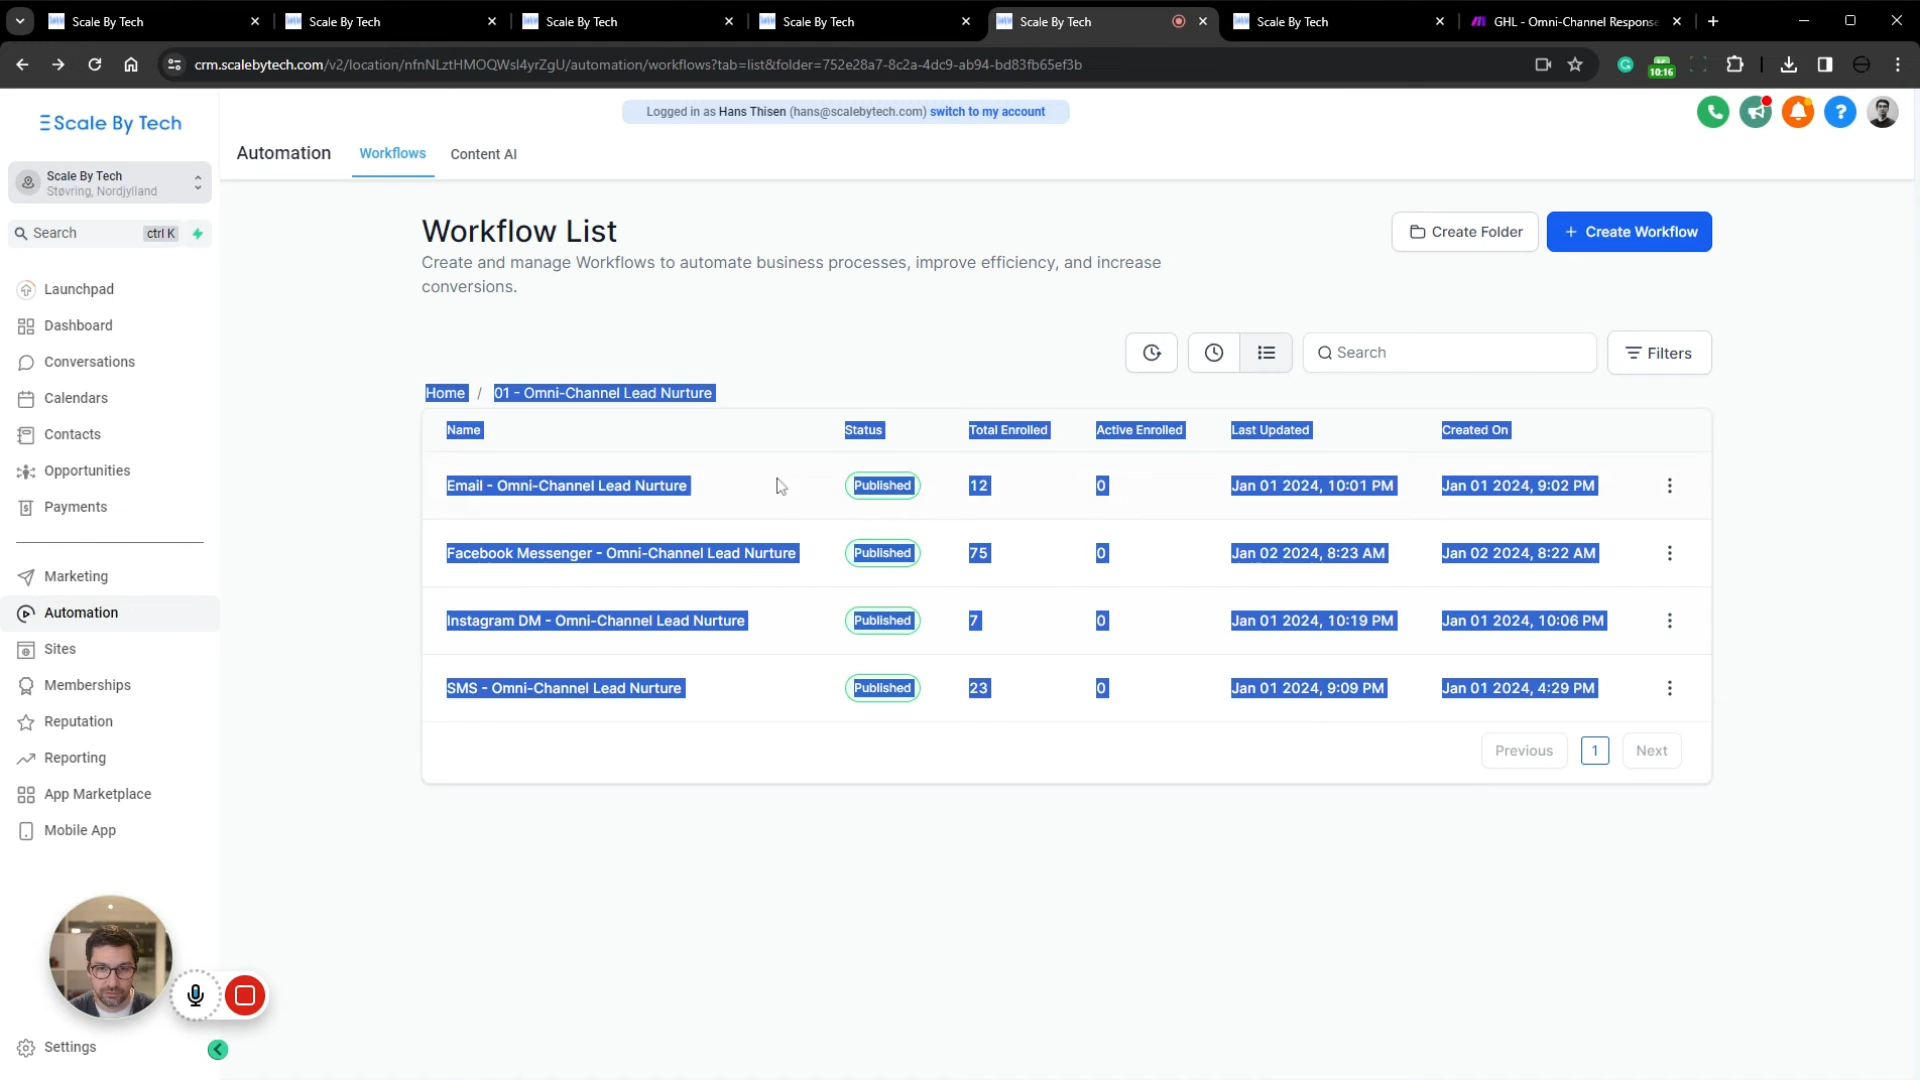 Scale By Tech
Scale By Tech
Scale By Tech
Scale By Tech
Scale By Tech
Scale By Tech
GHL - Omni-Channel Response
crm.scalebytech.com/v2/location/nfnNLztHMOQWsl4yrZgU/automation/workflows?tab=list&folder=752e28a7-8c2a-4dc9-ab94-bd83fb65ef3b
10:16
Scale By Tech
Logged in as Hans Thisen (hans@scalebytech.com) switch to my account
Automation
Workflows
Content AI
Scale By Tech
Støvring, Nordjylland
Search
ctrl K
Launchpad
Dashboard
Conversations
Calendars
Contacts
Opportunities
Payments
Marketing
Automation
Sites
Memberships
Reputation
Reporting
App Marketplace
Mobile App
Settings
Workflow List
Create and manage Workflows to automate business processes, improve efficiency, and increase
conversions.
Create Folder
+ Create Workflow
Search
Filters
Home / 01 - Omni-Channel Lead Nurture
Name Status Total Enrolled Active Enrolled Last Updated Created On
Email - Omni-Channel Lead Nurture Published 12 0 Jan 01 2024, 10:01 PM Jan 01 2024, 9:02 PM
Facebook Messenger - Omni-Channel Lead Nurture Published 75 0 Jan 02 2024, 8:23 AM Jan 02 2024, 8:22 AM
Instagram DM - Omni-Channel Lead Nurture Published 7 0 Jan 01 2024, 10:19 PM Jan 01 2024, 10:06 PM
SMS - Omni-Channel Lead Nurture Published 23 0 Jan 01 2024, 9:09 PM Jan 01 2024, 4:29 PM
Previous 1 Next